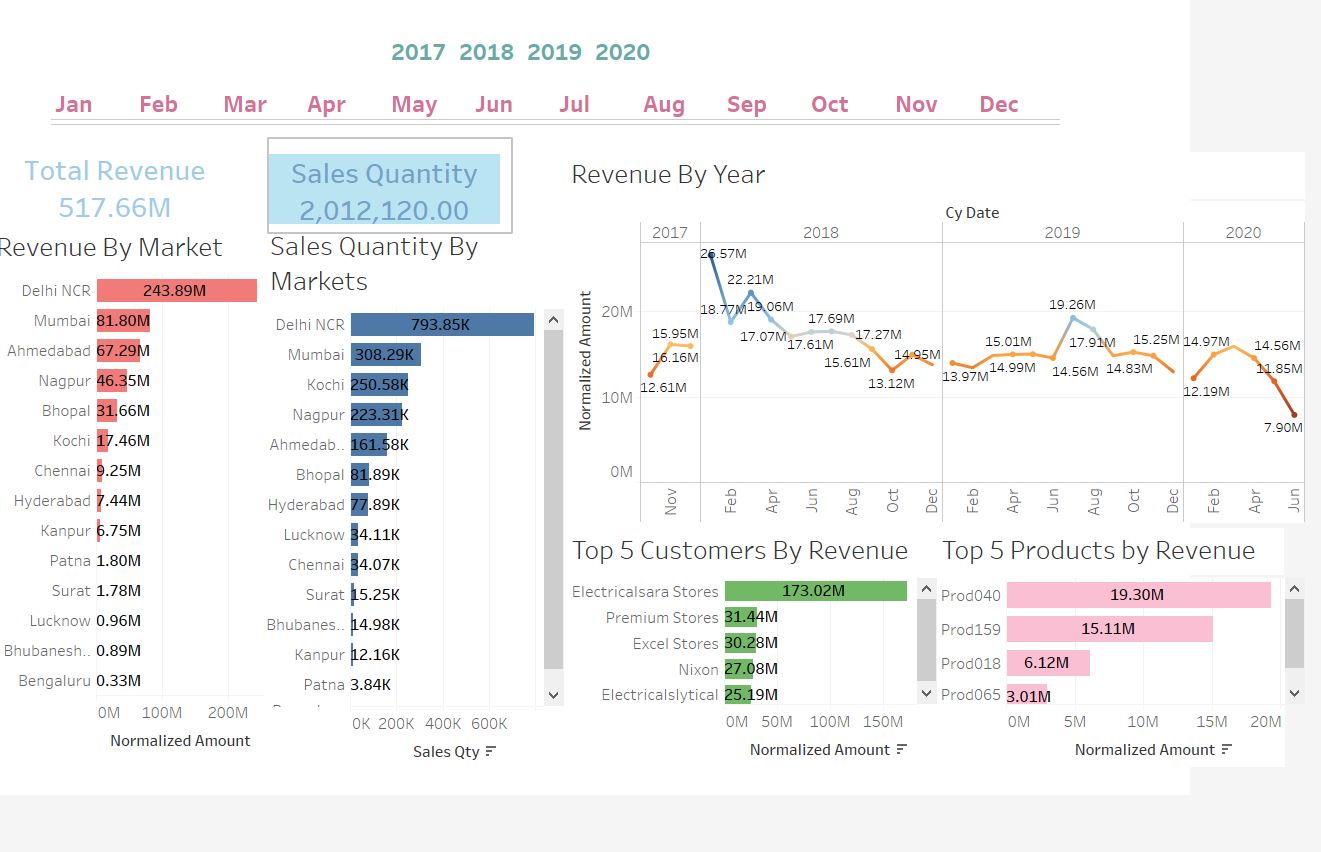 2017 2018 2019 2020
Jan Feb Mar Apr May Jun Jul Aug Sep Oct Nov Dec
Total Revenue
517.66M
Sales Quantity
2,012,120.00
Revenue By Market
Delhi NCR 243.89M
Mumbai 81.80M
Ahmedabad 67.29M
Nagpur 46.35M
Bhopal 31.66M
Kochi 17.46M
Chennai 9.25M
Hyderabad 7.44M
Kanpur 6.75M
Patna 1.80M
Surat 1.78M
Lucknow 0.96M
Bhubanesh.. 0.89M
Bengaluru 0.33M
0M 100M 200M
Normalized Amount
Sales Quantity By
Markets
Delhi NCR 793.85K
Mumbai 308.29K
Kochi 250.58K
Nagpur 223.31K
Ahmedab.. 161.58K
Bhopal 81.89K
Hyderabad 77.89K
Lucknow 34.11K
Chennai 34.07K
Surat 15.25K
Bhubanes.. 14.98K
Kanpur 12.16K
Patna 3.84K
0K 200K 400K 600K
Sales Qty
Revenue By Year
Cy Date
2017 2018 2019 2020
Normalized Amount
20M
10M
0M
12.61M
16.16M
15.95M
26.57M
18.77M
22.21M
19.06M
17.07M
17.61M
17.69M
17.27M
15.61M
13.12M
14.95M
13.97M
15.01M
14.99M
14.56M
19.26M
17.91M
14.83M
15.25M
12.19M
14.97M
14.56M
11.85M
7.90M
Nov Feb Apr Jun Aug Oct Dec Feb Apr Jun Aug Oct Dec Feb Apr Jun
Top 5 Customers By Revenue
Electricalsara Stores 173.02M
Premium Stores 31.44M
Excel Stores 30.28M
Nixon 27.08M
Electricalslytical 25.19M
0M 50M 100M 150M
Normalized Amount
Top 5 Products by Revenue
Prod040 19.30M
Prod159 15.11M
Prod018 6.12M
Prod065 3.01M
0M 5M 10M 15M 20M
Normalized Amount